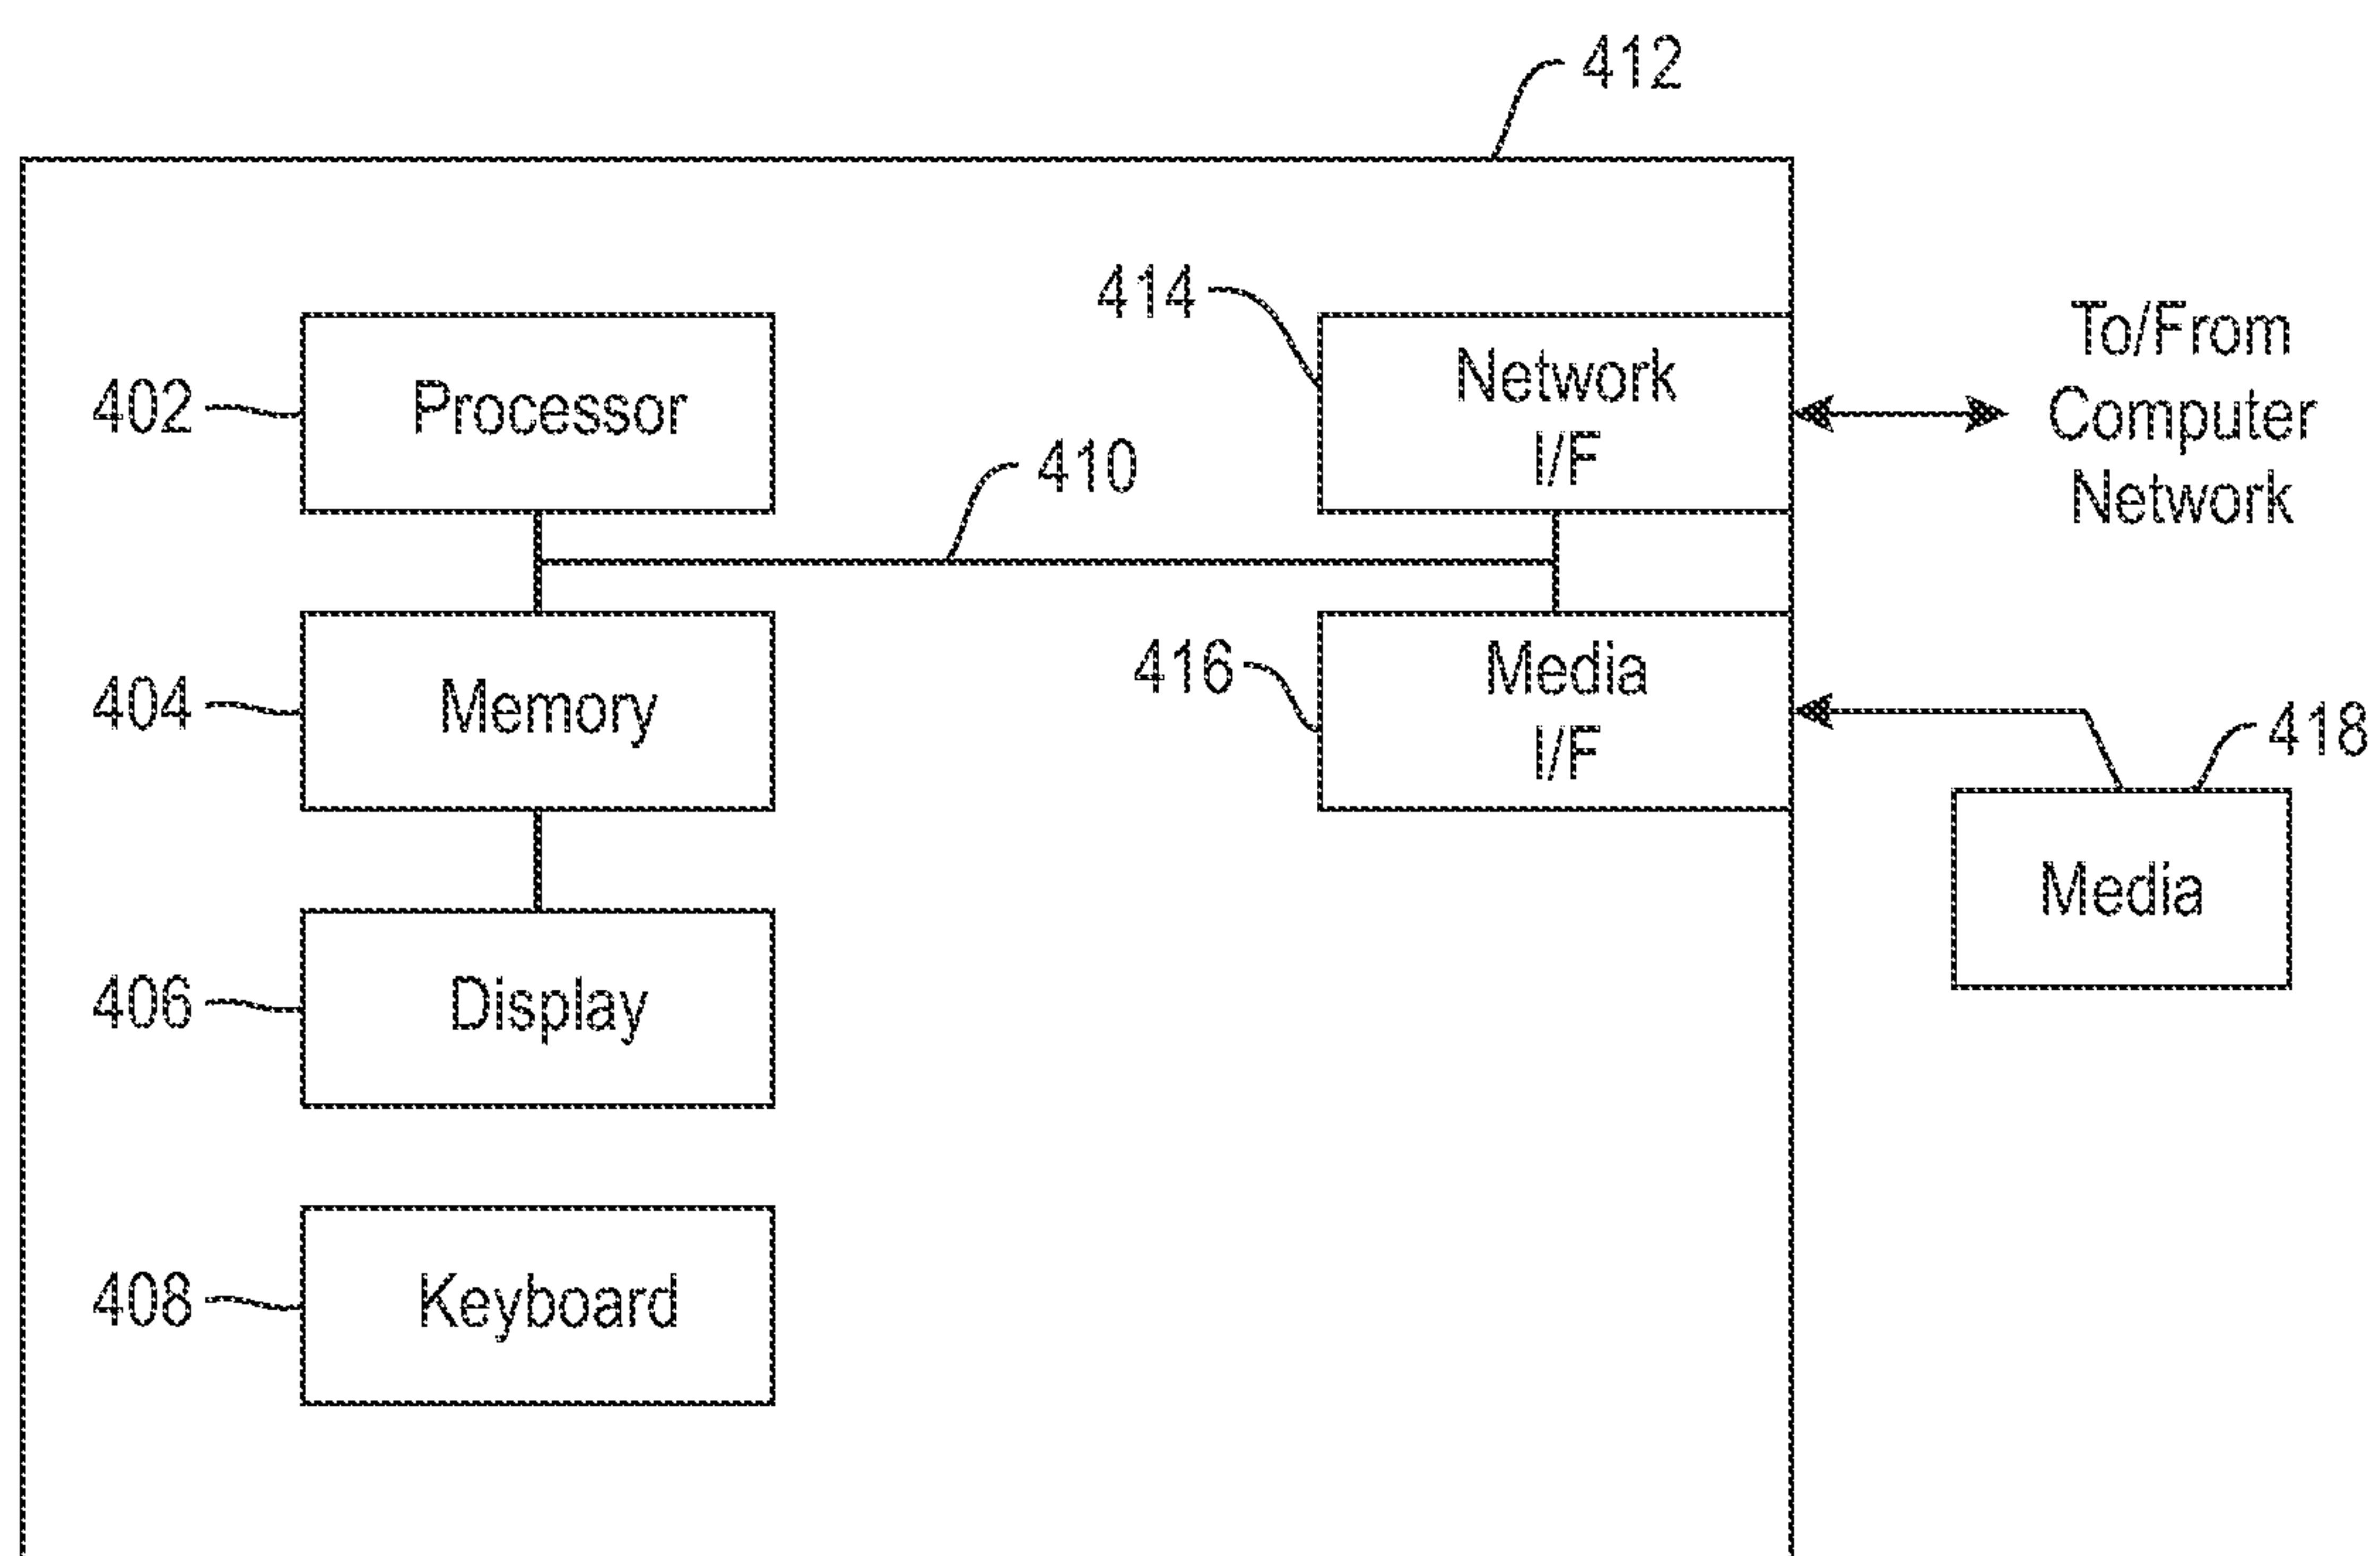 412
414
Network
I/F
To/From
Computer
Network
402
Processor
410
404
Memory
416
Media
I/F
418
Media
406
Display
408
Keyboard